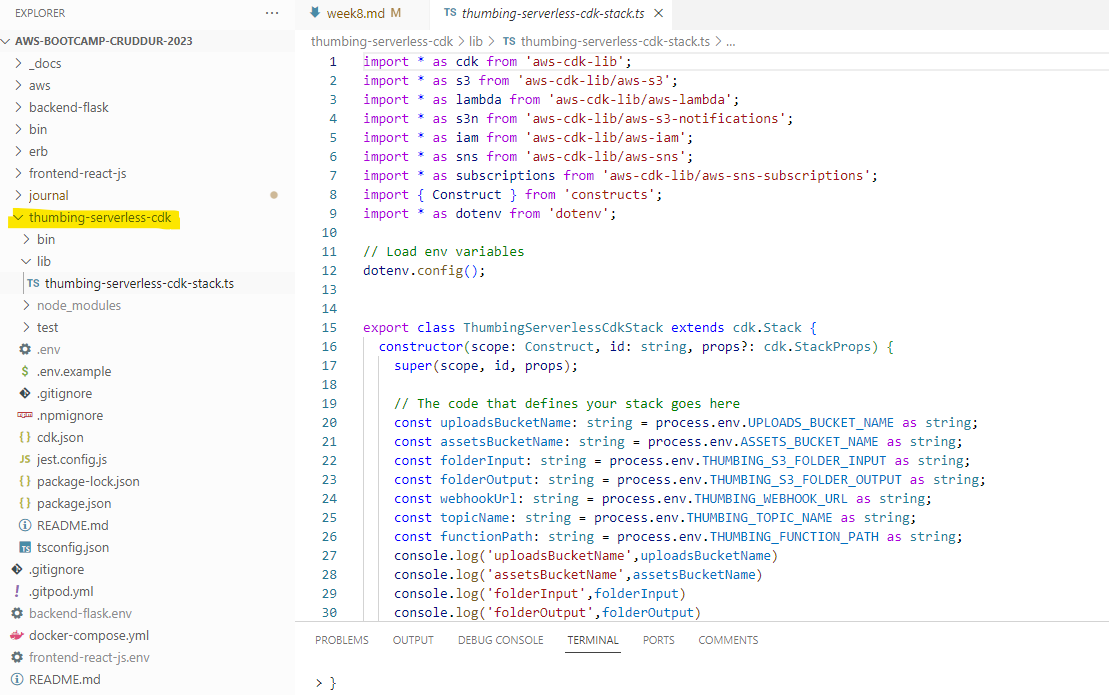 EXPLORER
...
AWS-BOOTCAMP-CRUDDUR-2023
_docs
aws
backend-flask
bin
erb
frontend-react-js
journal
thumbing-serverless-cdk
bin
lib
TS thumbing-serverless-cdk-stack.ts
node_modules
test
.env
$ .env.example
.gitignore
npm .npmignore
{} cdk.json
JS jest.config.js
{} package-lock.json
{} package.json
README.md
TS tsconfig.json
.gitignore
! .gitpod.yml
backend-flask.env
docker-compose.yml
frontend-react-js.env
README.md
week8.md M
TS thumbing-serverless-cdk-stack.ts
thumbing-serverless-cdk > lib > TS thumbing-serverless-cdk-stack.ts > ...
1 import * as cdk from 'aws-cdk-lib';
2 import * as s3 from 'aws-cdk-lib/aws-s3';
3 import * as lambda from 'aws-cdk-lib/aws-lambda';
4 import * as s3n from 'aws-cdk-lib/aws-s3-notifications';
5 import * as iam from 'aws-cdk-lib/aws-iam';
6 import * as sns from 'aws-cdk-lib/aws-sns';
7 import * as subscriptions from 'aws-cdk-lib/aws-sns-subscriptions';
8 import { Construct } from 'constructs';
9 import * as dotenv from 'dotenv';
10
11 // Load env variables
12 dotenv.config();
13
14
15 export class ThumbingServerlessCdkStack extends cdk.Stack {
16 constructor(scope: Construct, id: string, props?: cdk.StackProps) {
17 super(scope, id, props);
18
19 // The code that defines your stack goes here
20 const uploadsBucketName: string = process.env.UPLOADS_BUCKET_NAME as string;
21 const assetsBucketName: string = process.env.ASSETS_BUCKET_NAME as string;
22 const folderInput: string = process.env.THUMBING_S3_FOLDER_INPUT as string;
23 const folderOutput: string = process.env.THUMBING_S3_FOLDER_OUTPUT as string;
24 const webhookUrl: string = process.env.THUMBING_WEBHOOK_URL as string;
25 const topicName: string = process.env.THUMBING_TOPIC_NAME as string;
26 const functionPath: string = process.env.THUMBING_FUNCTION_PATH as string;
27 console.log('uploadsBucketName',uploadsBucketName)
28 console.log('assetsBucketName',assetsBucketName)
29 console.log('folderInput',folderInput)
30 console.log('folderOutput',folderOutput)
PROBLEMS OUTPUT DEBUG CONSOLE TERMINAL PORTS COMMENTS
> }